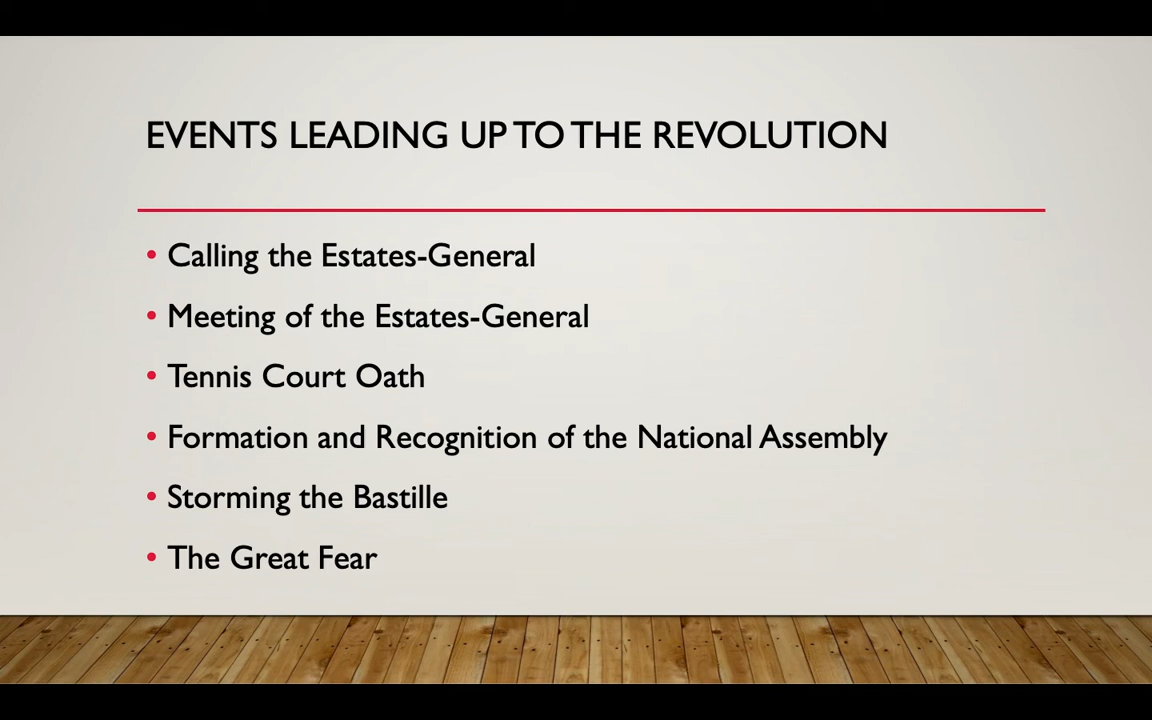 EVENTS LEADING UP TO THE REVOLUTION
• Calling the Estates-General
• Meeting of the Estates-General
• Tennis Court Oath
• Formation and Recognition of the National Assembly
• Storming the Bastille
• The Great Fear